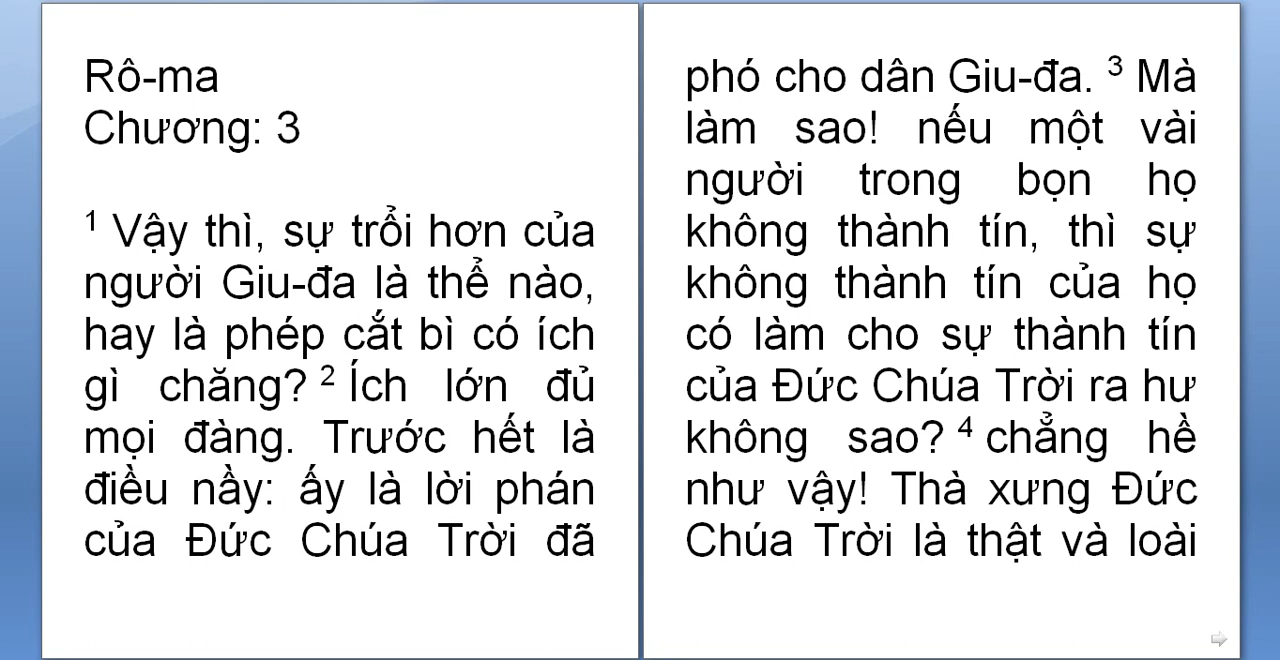 Rô-ma
Chương: 3
1 Vậy thì, sự trổi hơn của
người Giu-đa là thể nào,
hay là phép cắt bì có ích
gì chăng? 2 Ích lớn đủ
mọi đàng. Trước hết là
điều nầy: ấy là lời phán
của Đức Chúa Trời đã
phó cho dân Giu-đa. 3 Mà
làm sao! nếu một vài
người trong bọn họ
không thành tín, thì sự
không thành tín của họ
có làm cho sự thành tín
của Đức Chúa Trời ra hư
không sao? 4 chẳng hề
như vậy! Thà xưng Đức
Chúa Trời là thật và loài